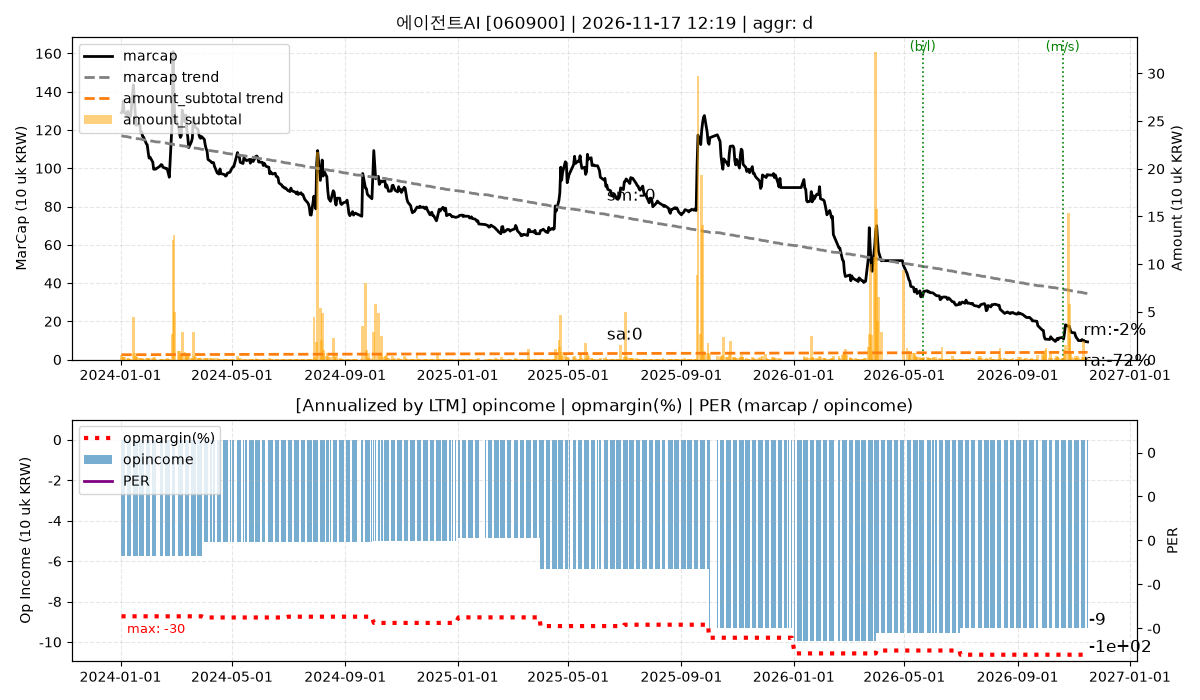 에이전트AI [060900] | 2026-11-17 12:19 | aggr: d
160
140
120
100
80
60
40
20
0
MarCap (10 uk KRW)
30
25
20
15
10
5
0
Amount (10 uk KRW)
marcap
marcap trend
amount_subtotal trend
amount_subtotal
(b/l)
(m/s)
sm:-0
sa:0
rm:-2%
ra:-72%
2024-01-01
2024-05-01
2024-09-01
2025-01-01
2025-05-01
2025-09-01
2026-01-01
2026-05-01
2026-09-01
2027-01-01
[Annualized by LTM] opincome | opmargin(%) | PER (marcap / opincome)
0
-2
-4
-6
-8
-10
Op Income (10 uk KRW)
0
0
0
-0
-0
PER
opmargin(%)
opincome
PER
max: -30
-9
-1e+02
2024-01-01
2024-05-01
2024-09-01
2025-01-01
2025-05-01
2025-09-01
2026-01-01
2026-05-01
2026-09-01
2027-01-01